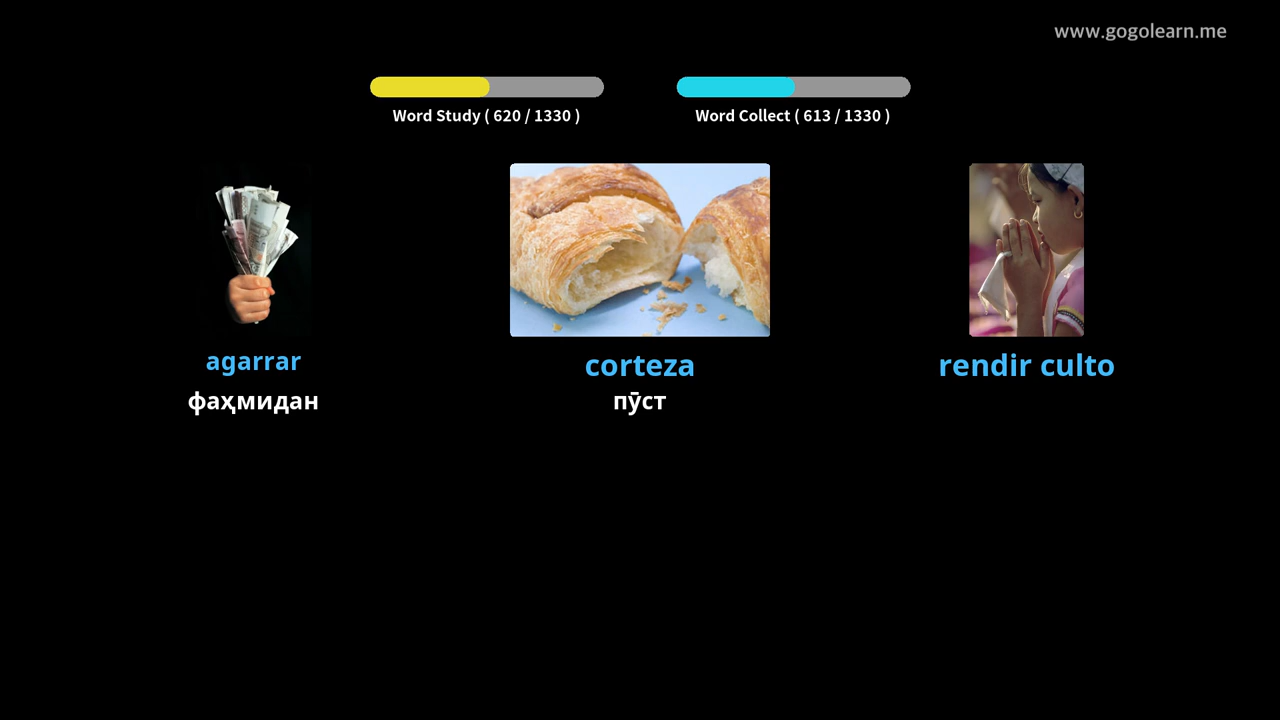 www.gogolearn.me
Word Study ( 620 / 1330 )
Word Collect ( 613 / 1330 )
agarrar
corteza
rendir culto
фаҳмидан
пӯст